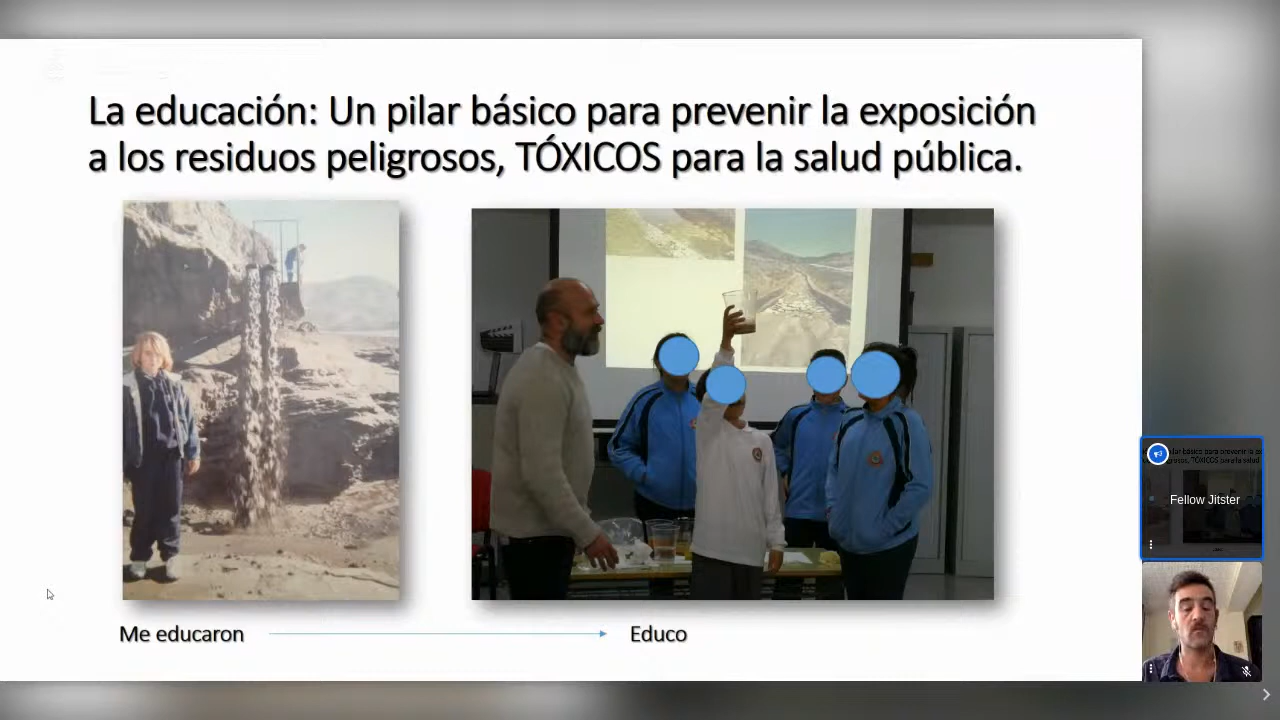 La educación: Un pilar básico para prevenir la exposición
a los residuos peligrosos, TÓXICOS para la salud pública.
Me educaron
Educo
Fellow Jitster